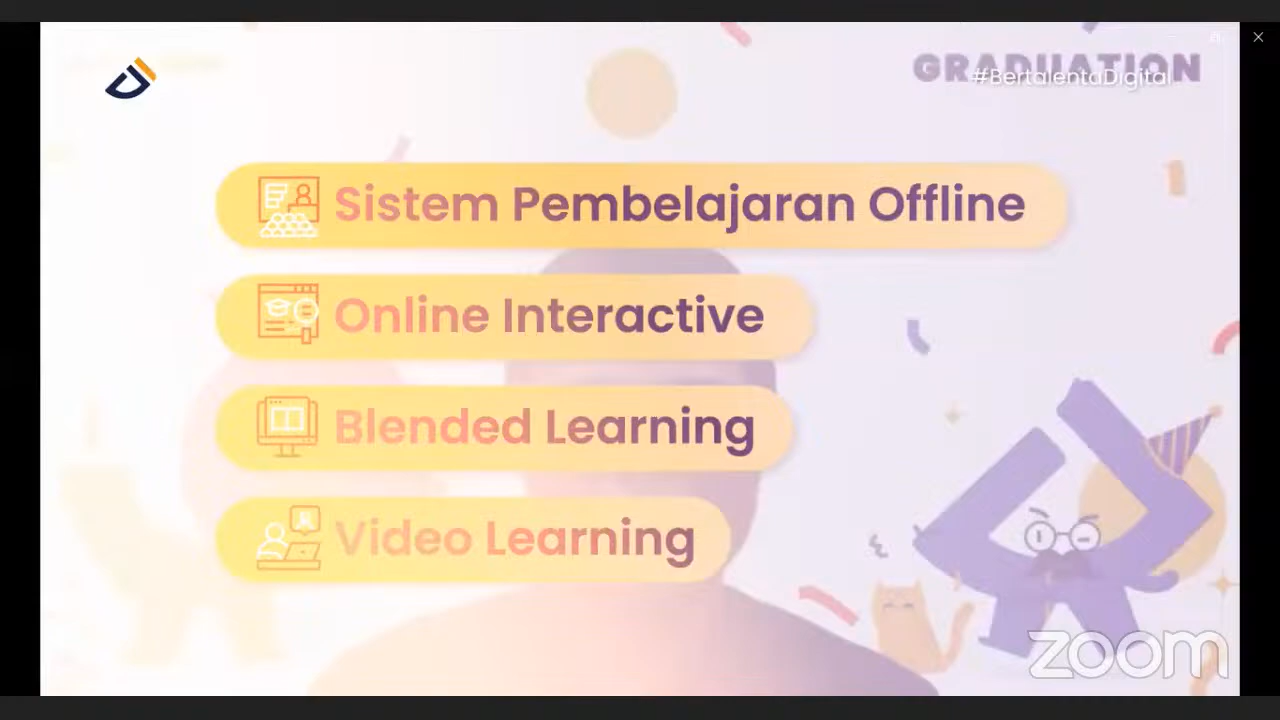 GRADUATION
#BertalentaDigital
Sistem Pembelajaran Offline
Online Interactive
Blended Learning
Video Learning
zoom